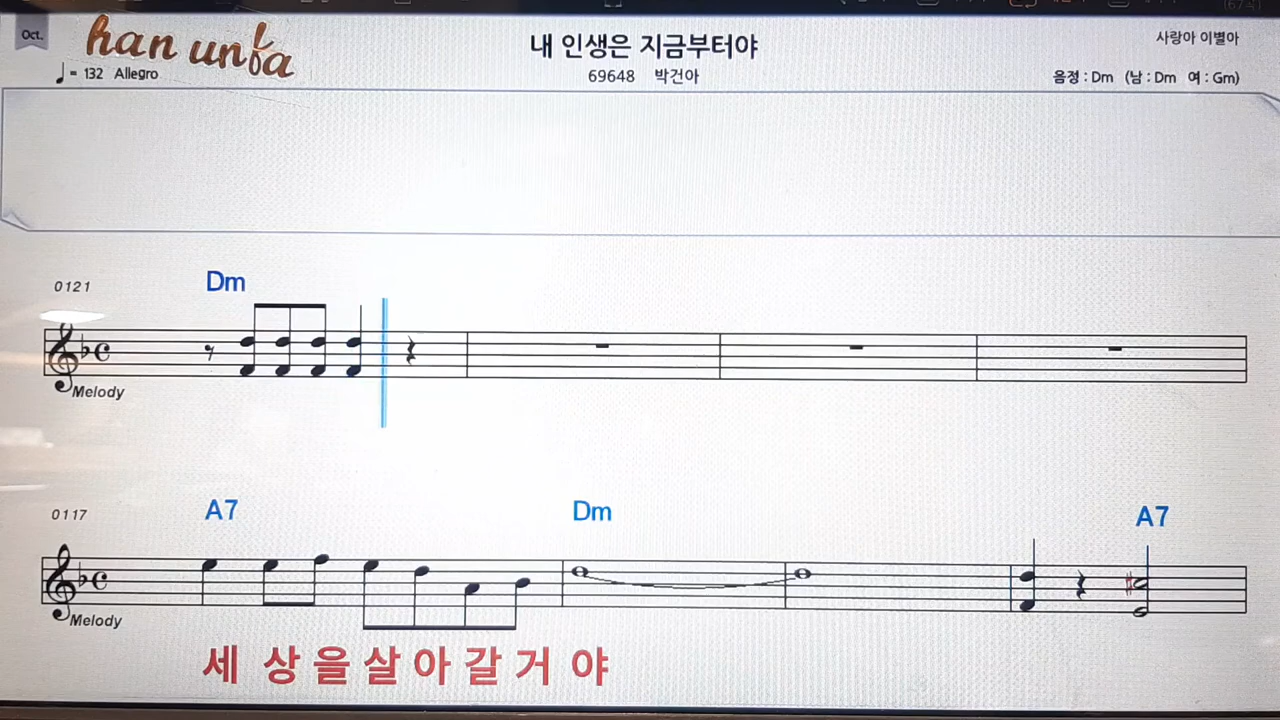 Oct.
han unfa
내 인생은 지금부터야
사랑아 이별아
= 132 Allegro
69648 박건아
음정 : Dm (남 : Dm 여 : Gm)
0121
Dm
Melody
0117
A7
Dm
A7
Melody
세 상 을 살 아 갈 거 야